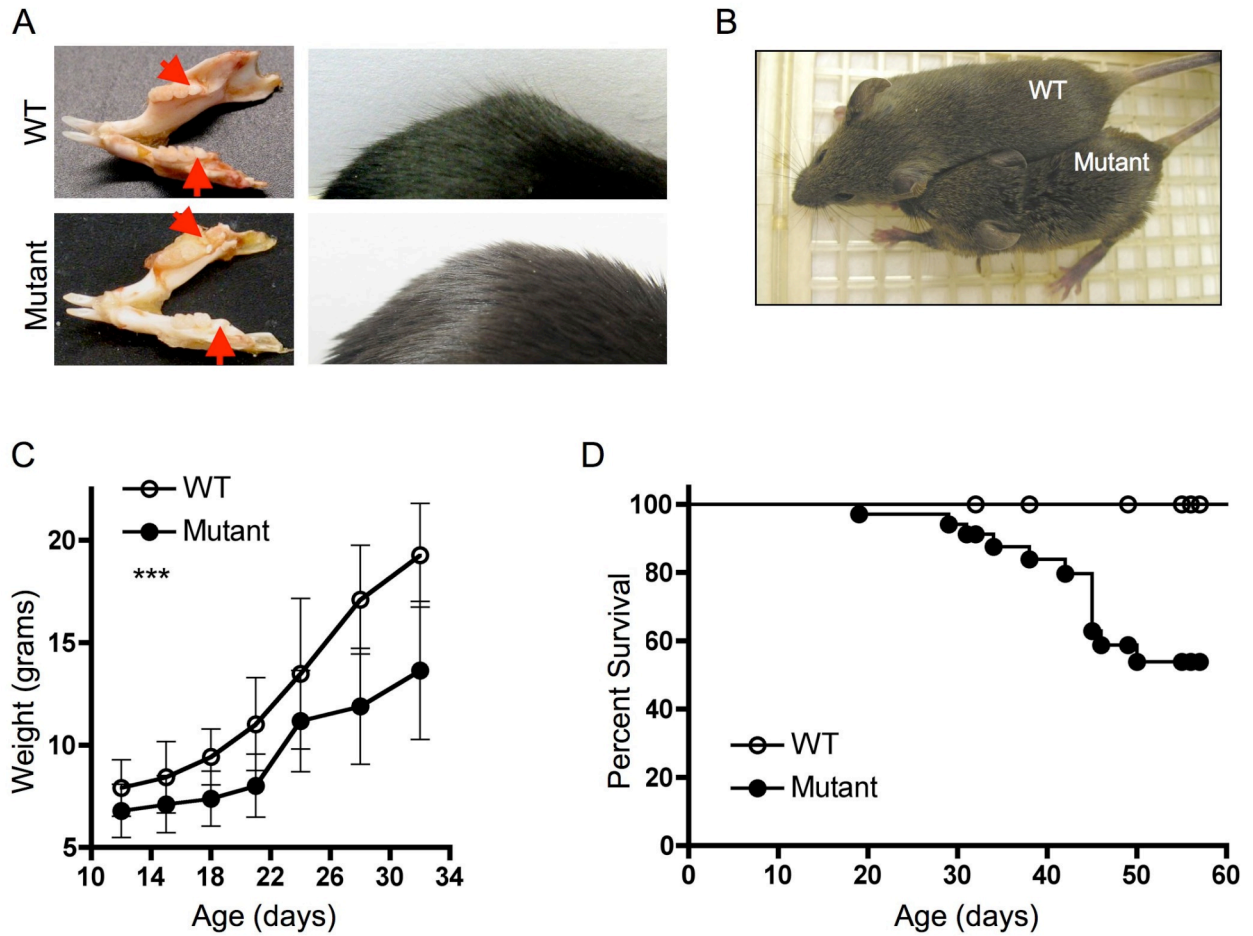 A
WT
Mutant
B
WT
Mutant
C
WT
Mutant
***
Weight (grams)
20
15
10
5
10 14 18 22 26 30 34
Age (days)
D
Percent Survival
100
80
60
40
20
0
WT
Mutant
0 10 20 30 40 50 60
Age (days)